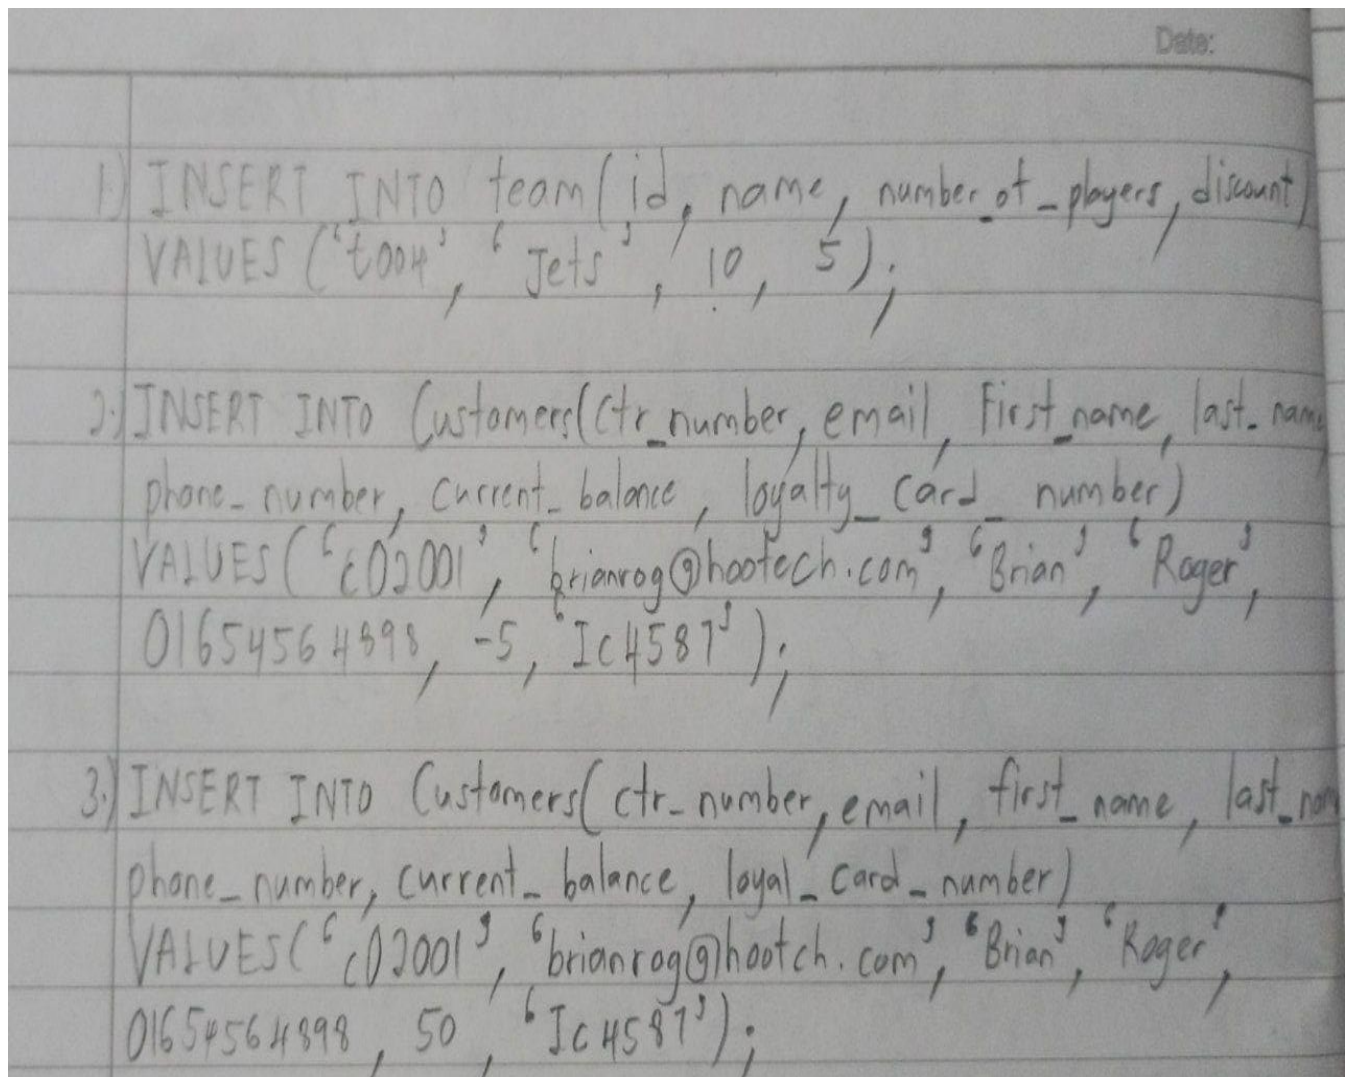 Date:
1.) INSERT INTO team(id, name, number_of_players, discount)
VALUES ('t004', 'Jets', 10, 5);
2.) INSERT INTO Customers(Ctr_number, email, First_name, last_name
phone_number, current_balance, loyalty_card_number)
VALUES ('c02001', 'brianrog@hootech.com', 'Brian', 'Roger',
01654564898, -5, 'Ic4587');
3.) INSERT INTO Customers(ctr_number, email, first_name, last_nam
phone_number, current_balance, loyal_card_number)
VALUES ('c02001', 'brianrog@hootch.com', 'Brian', 'Roger',
01654564898, 50, 'Ic4587');